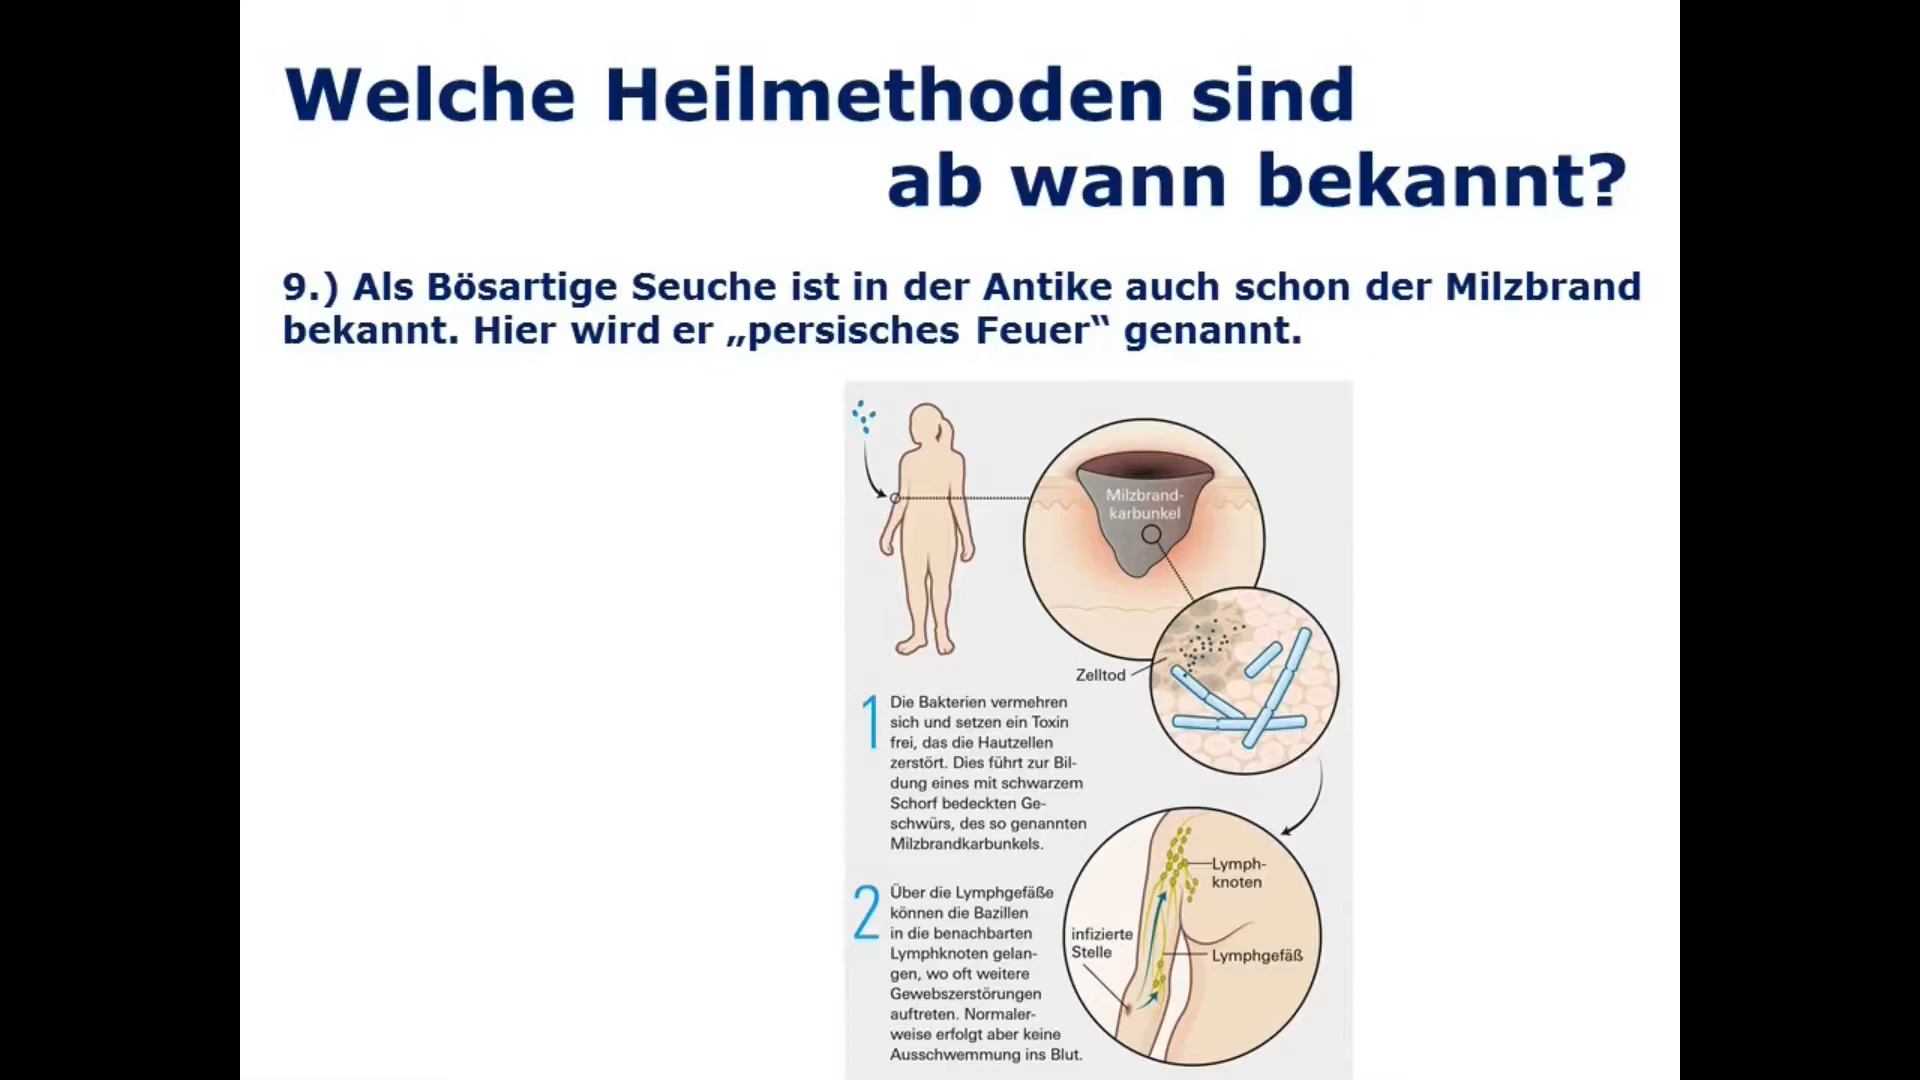 Welche Heilmethoden sind
ab wann bekannt?
9.) Als Bösartige Seuche ist in der Antike auch schon der Milzbrand
bekannt. Hier wird er „persisches Feuer“ genannt.
Milzbrand-
karbunkel
Zelltod
1
Die Bakterien vermehren
sich und setzen ein Toxin
frei, das die Hautzellen
zerstört. Dies führt zur Bil-
dung eines mit schwarzem
Schorf bedeckten Ge-
schwürs, des so genannten
Milzbrandkarbunkels.
2
Über die Lymphgefäße
können die Bazillen
in die benachbarten
Lymphknoten gelan-
gen, wo oft weitere
Gewebszerstörungen
auftreten. Normaler-
weise erfolgt aber keine
Ausschwemmung ins Blut.
Lymph-
knoten
infizierte
Stelle
Lymphgefäß